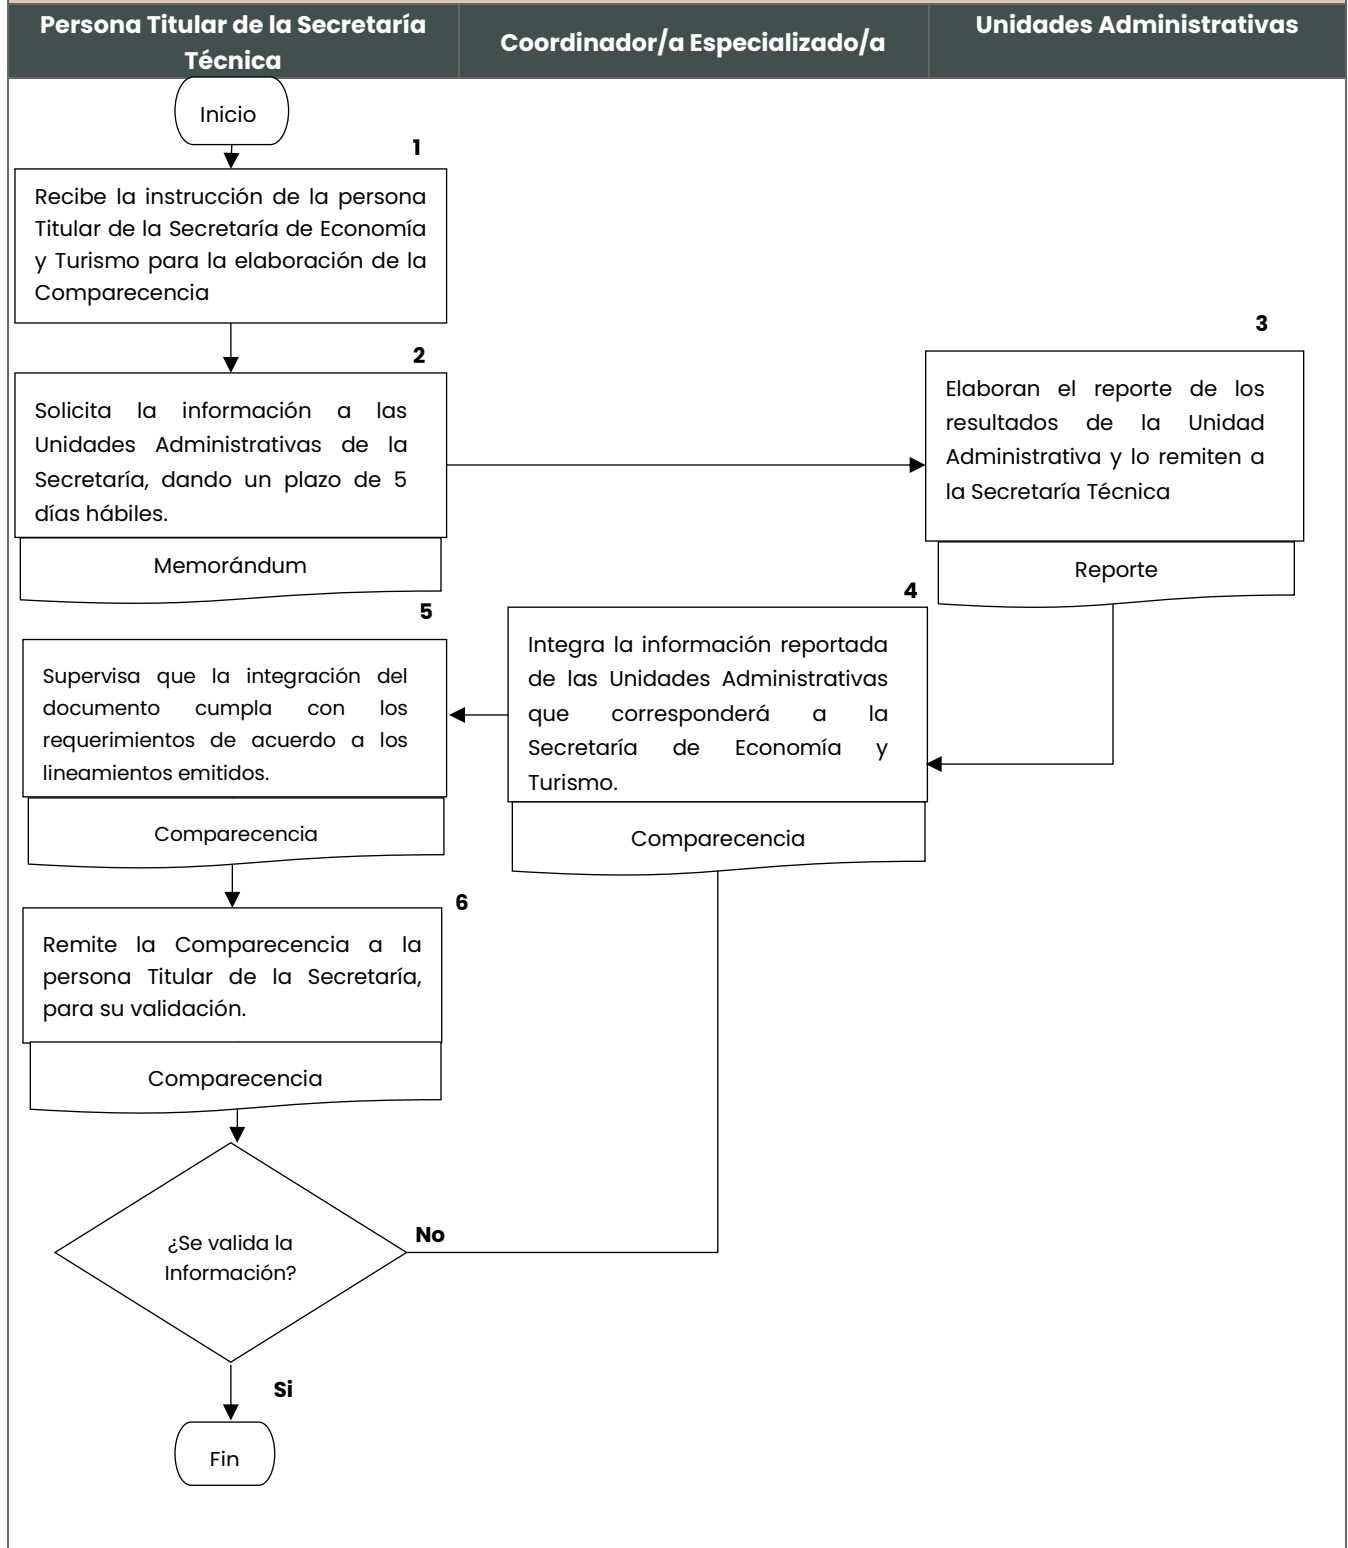 Persona Titular de la Secretaría
Técnica
Coordinador/a Especializado/a
Unidades Administrativas
Inicio
1
Recibe la instrucción de la persona
Titular de la Secretaría de Economía
y Turismo para la elaboración de la
Comparecencia
2
Solicita la información a las
Unidades Administrativas de la
Secretaría, dando un plazo de 5
días hábiles.
Memorándum
3
Elaboran el reporte de los
resultados de la Unidad
Administrativa y lo remiten a
la Secretaría Técnica
Reporte
4
Integra la información reportada
de las Unidades Administrativas
que corresponderá a la
Secretaría de Economía y
Turismo.
Comparecencia
5
Supervisa que la integración del
documento cumpla con los
requerimientos de acuerdo a los
lineamientos emitidos.
Comparecencia
6
Remite la Comparecencia a la
persona Titular de la Secretaría,
para su validación.
Comparecencia
¿Se valida la
Información?
No
Si
Fin